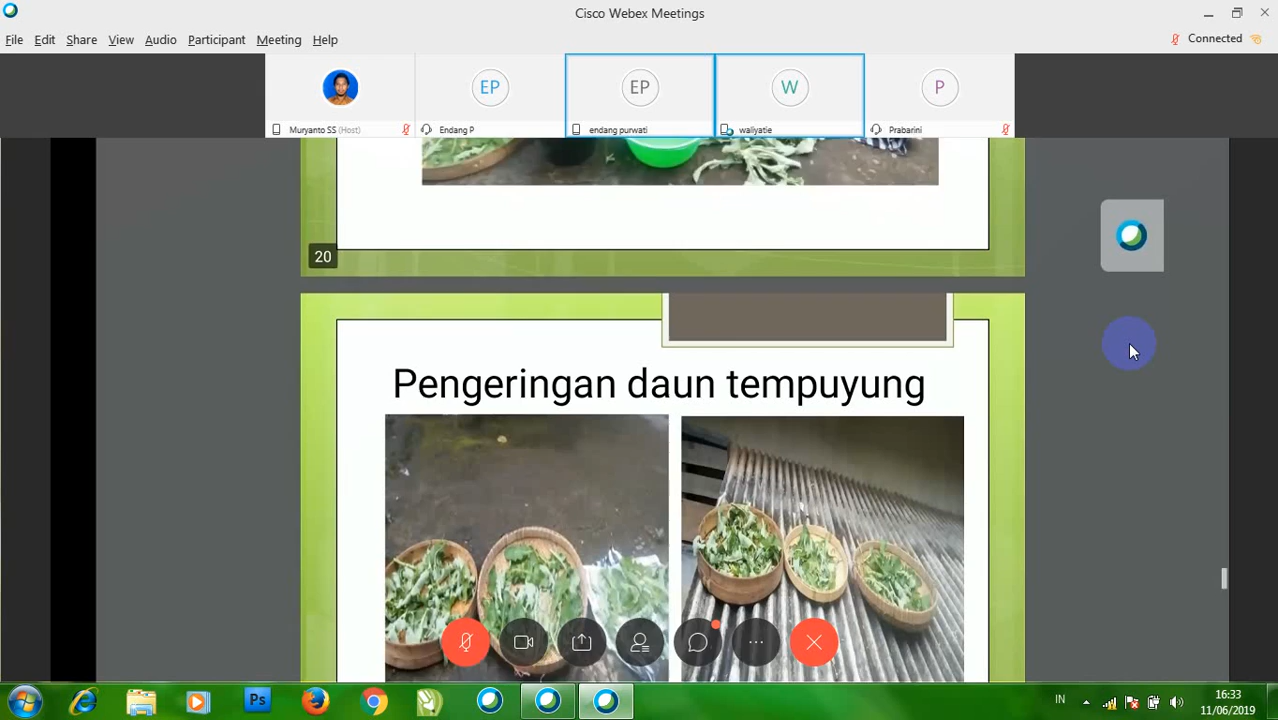 Cisco Webex Meetings
File Edit Share View Audio Participant Meeting Help
Connected
EP
EP
W
P
Muryanto SS (Host)
Endang P
endang purwati
waliyatie
Prabarini
20
Pengeringan daun tempuyung
Ps
IN
16:33
11/06/2019